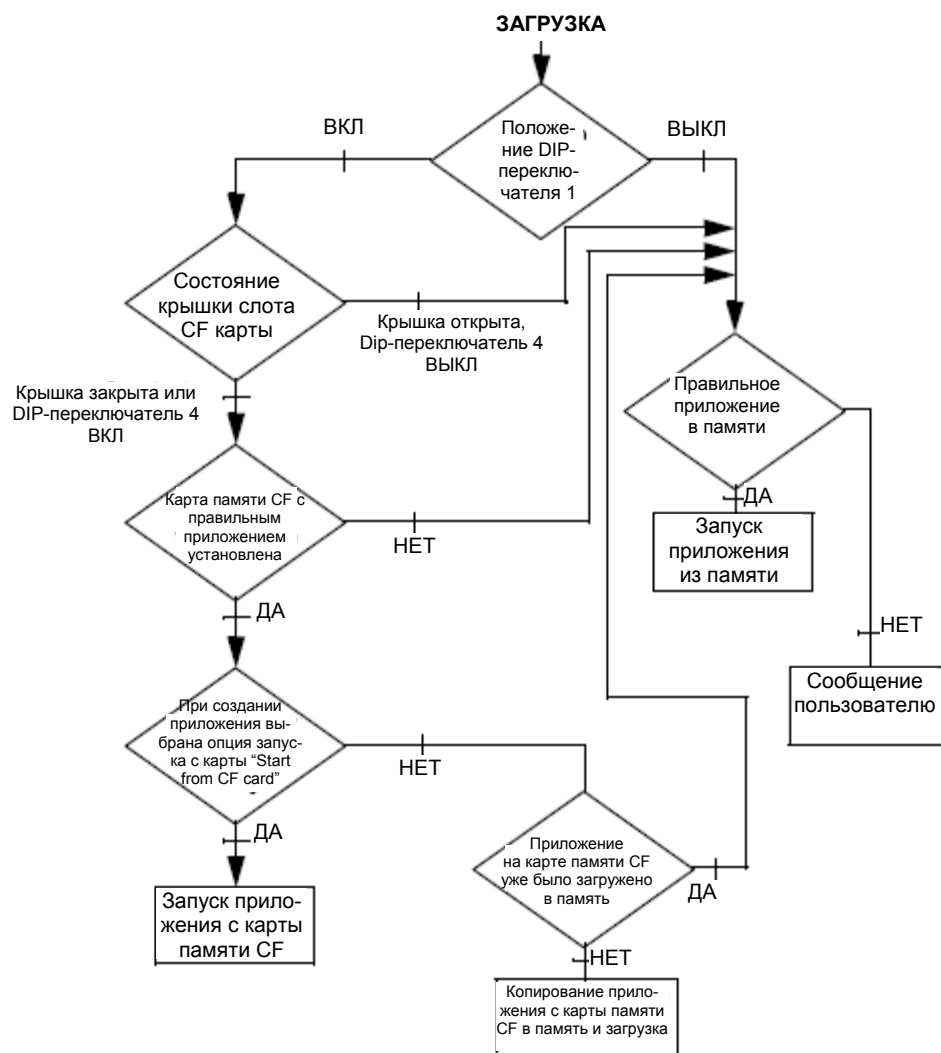 ЗАГРУЗКА
ВКЛ
Положе-
ние DIP-
переклю-
чателя 1
ВЫКЛ
Состояние
крышки слота
CF карты
Крышка открыта,
Dip-переключатель 4
ВЫКЛ
Крышка закрыта или
DIP-переключатель 4
ВКЛ
Правильное
приложение
в памяти
ДА
Запуск
приложения
из памяти
НЕТ
Сообщение
пользователю
Карта памяти CF с
правильным
приложением
установлена
НЕТ
ДА
При создании
приложения вы-
брана опция запус-
ка с карты “Start
from CF card”
НЕТ
ДА
Запуск прило-
жения с карты
памяти CF
Приложение
на карте памяти CF
уже было загружено
в память
ДА
НЕТ
Копирование прило-
жения с карты памяти
CF в память и загрузка